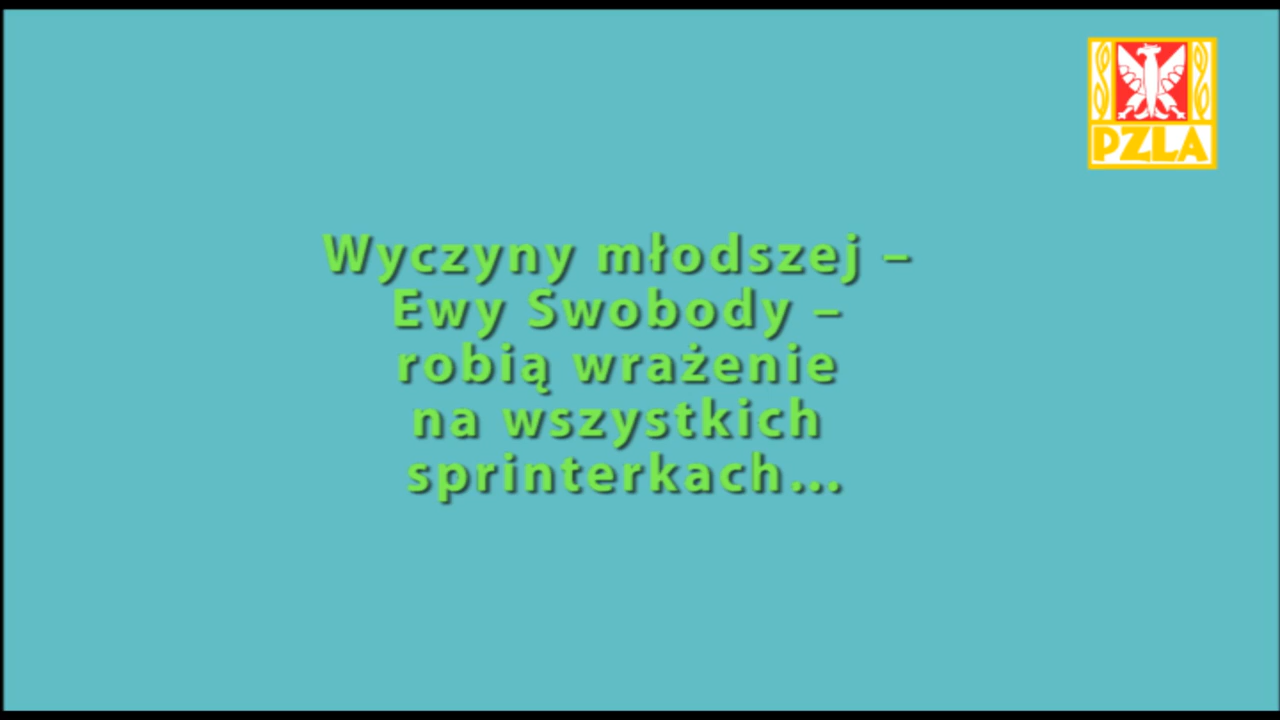 PZLA
Wyczyny młodszej –
Ewy Swobody –
robią wrażenie
na wszystkich
sprinterkach...